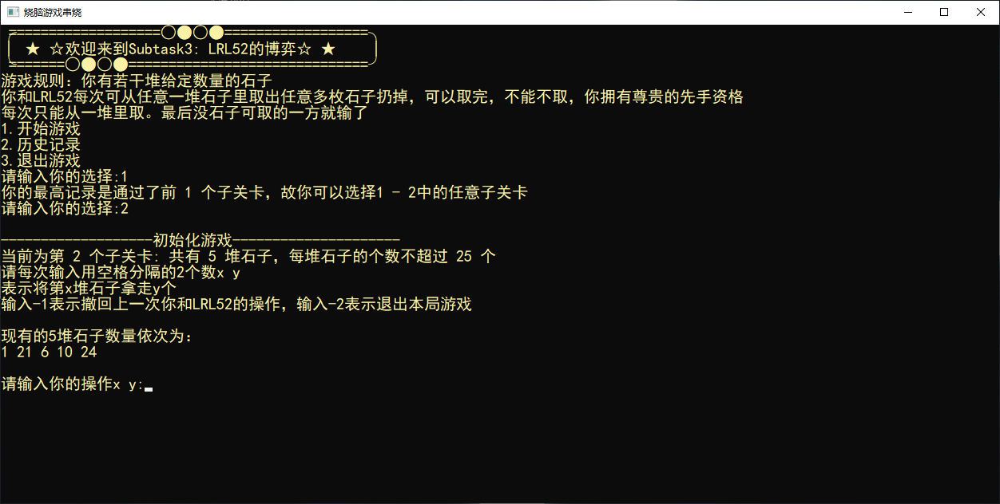 烧脑游戏串烧
===================○●○●==================
★ ☆欢迎来到Subtask3: LRL52的博弈☆ ★
=======○●○●==============================
游戏规则: 你有若干堆给定数量的石子
你和LRL52每次可从任意一堆石子里取出任意多枚石子扔掉，可以取完，不能不取，你拥有尊贵的先手资格
每次只能从一堆里取。最后没石子可取的一方就输了
1.开始游戏
2.历史记录
3.退出游戏
请输入你的选择:1
你的最高记录是通过了前 1 个子关卡，故你可以选择1 - 2中的任意子关卡
请输入你的选择:2
-------------------初始化游戏---------------------
当前为第 2 个子关卡: 共有 5 堆石子，每堆石子的个数不超过 25 个
请每次输入用空格分隔的2个数x y
表示将第x堆石子拿走y个
输入-1表示撤回上一次你和LRL52的操作，输入-2表示退出本局游戏
现有的5堆石子数量依次为:
1 21 6 10 24
请输入你的操作x y: